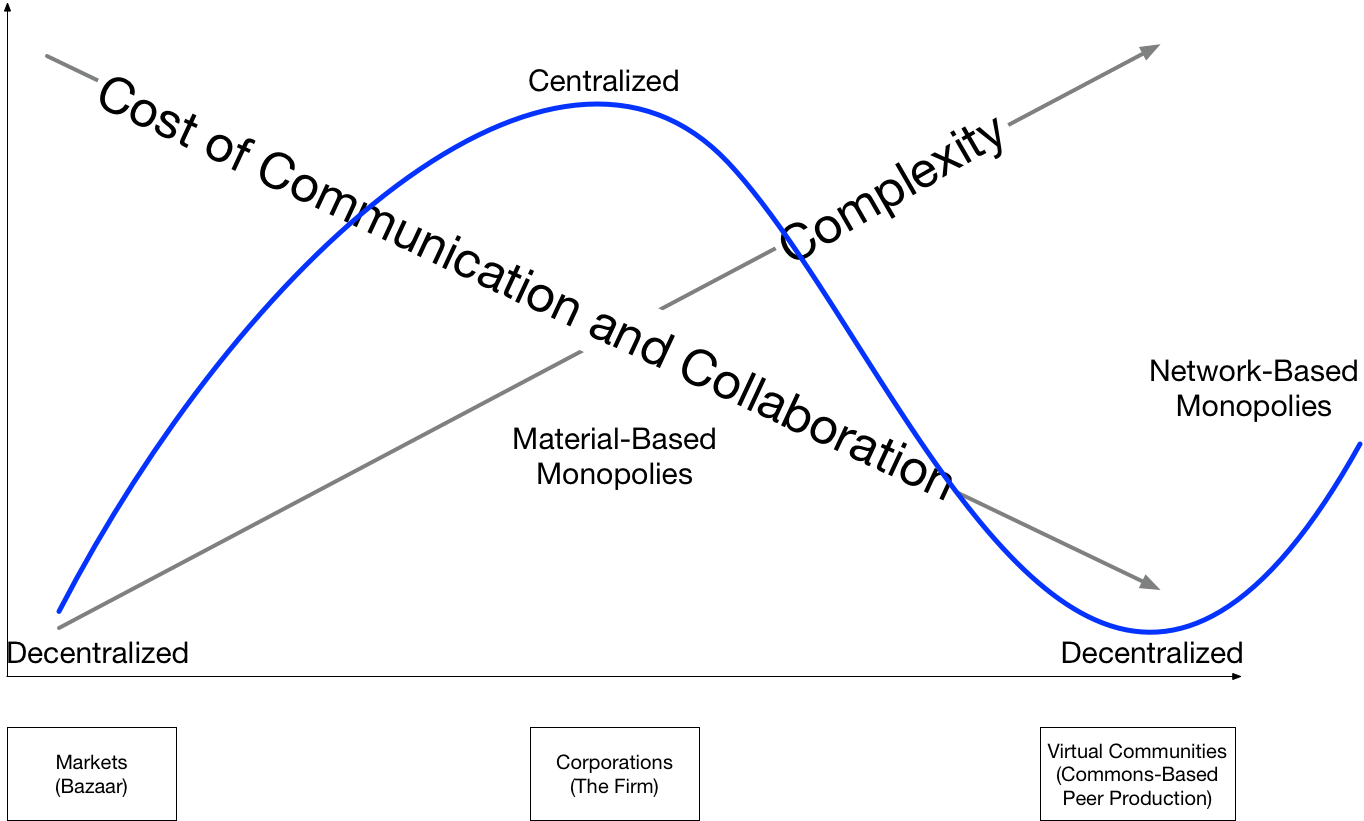 Centralized
Cost of Communication and Collaboration
Complexity
Network-Based
Monopolies
Material-Based
Monopolies
Decentralized
Decentralized
Markets
(Bazaar)
Corporations
(The Firm)
Virtual Communities
(Commons-Based
Peer Production)